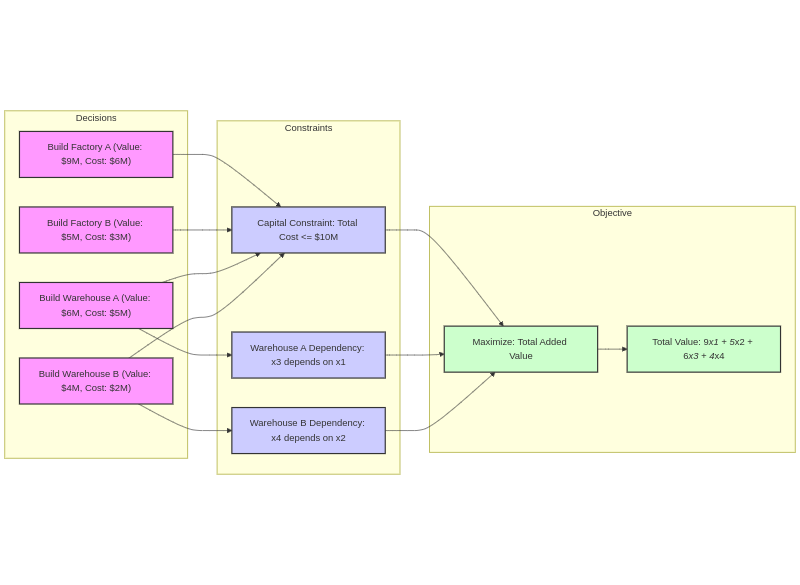 Decisions
Build Factory A (Value:
$9M, Cost: $6M)
Build Factory B (Value:
$5M, Cost: $3M)
Build Warehouse A (Value:
$6M, Cost: $5M)
Build Warehouse B (Value:
$4M, Cost: $2M)
Constraints
Capital Constraint: Total
Cost <= $10M
Warehouse A Dependency:
x3 depends on x1
Warehouse B Dependency:
x4 depends on x2
Objective
Maximize: Total Added
Value
Total Value: 9x1 + 5x2 +
6x3 + 4x4